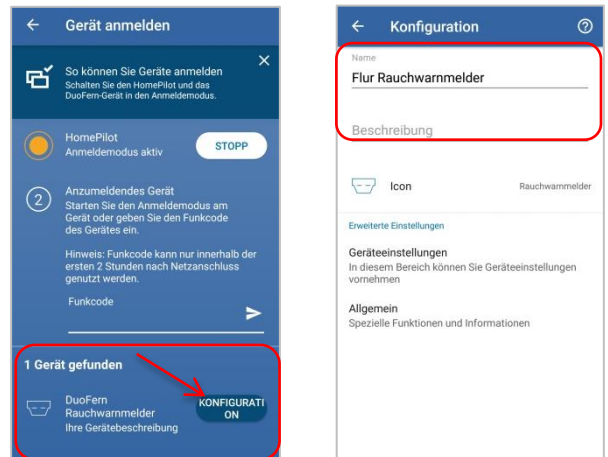 Gerät anmelden
So können Sie Geräte anmelden
Schalten Sie den HomePilot und das
DuoFern-Gerät in den Anmeldemodus.
HomePilot
Anmeldemodus aktiv
STOPP
2
Anzumeldendes Gerät
Starten Sie den Anmeldemodus am
Gerät oder geben Sie den Funkcode
des Gerätes ein.
Hinweis: Funkcode kann nur innerhalb der
ersten 2 Stunden nach Netzanschluss
genutzt werden.
Funkcode
1 Gerät gefunden
DuoFern
Rauchwarnmelder
Ihre Gerätebeschreibung
KONFIGURATI
ON
Konfiguration
Name
Flur Rauchwarnmelder
Beschreibung
Icon
Rauchwarnmelder
Erweiterte Einstellungen
Geräteeinstellungen
In diesem Bereich können Sie Geräteeinstellungen
vornehmen
Allgemein
Spezielle Funktionen und Informationen